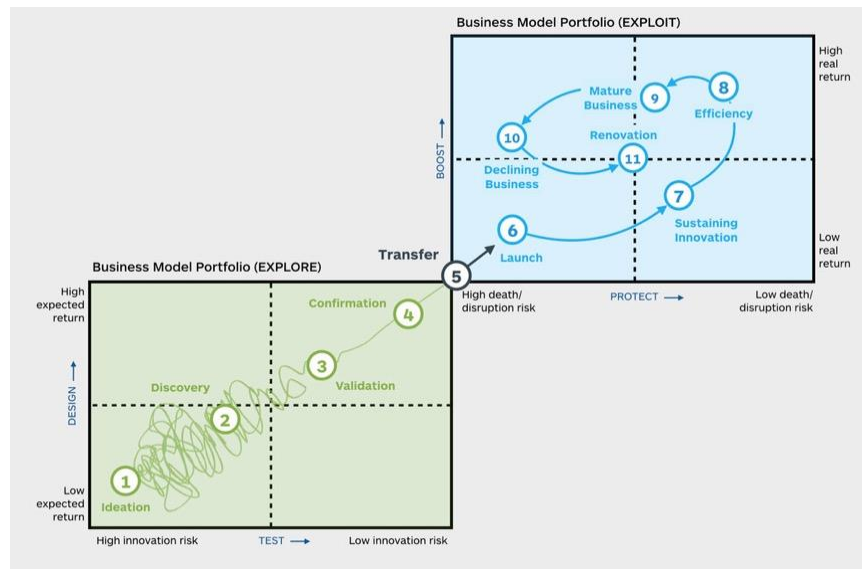 Business Model Portfolio (EXPLOIT)
High
real
return
8
Mature
Business
9
Efficiency
10
Renovation
BOOST →
11
Declining
Business
7
6
Sustaining
Innovation
Low
real
return
Launch
Transfer
5
High death/
disruption risk
PROTECT →
Low death/
disruption risk
Business Model Portfolio (EXPLORE)
High
expected
return
Confirmation
4
3
Discovery
Validation
DESIGN →
2
1
Ideation
Low
expected
return
High innovation risk
TEST →
Low innovation risk